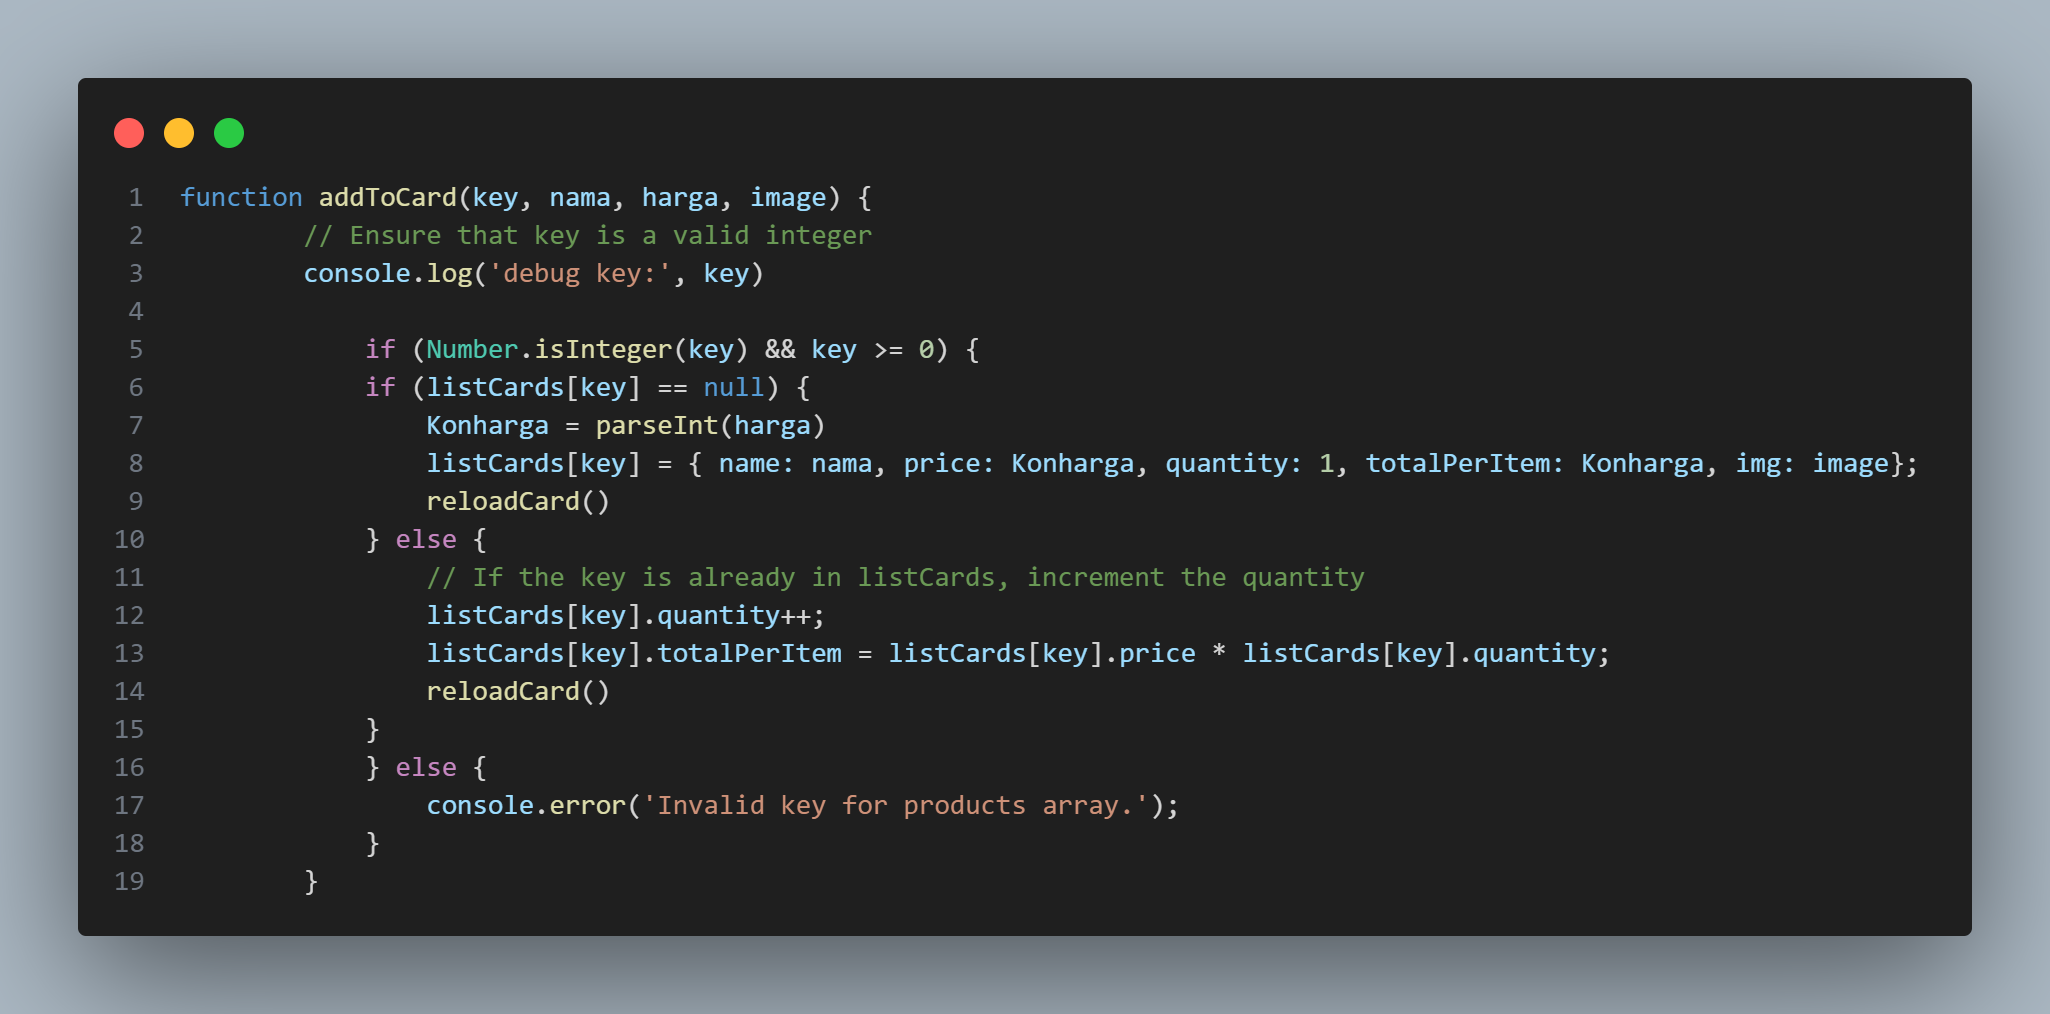 1 function addToCard(key, nama, harga, image) {
2 // Ensure that key is a valid integer
3 console.log('debug key:', key)
4
5 if (Number.isInteger(key) && key >= 0) {
6 if (listCards[key] == null) {
7 Konharga = parseInt(harga)
8 listCards[key] = { name: nama, price: Konharga, quantity: 1, totalPerItem: Konharga, img: image};
9 reloadCard()
10 } else {
11 // If the key is already in listCards, increment the quantity
12 listCards[key].quantity++;
13 listCards[key].totalPerItem = listCards[key].price * listCards[key].quantity;
14 reloadCard()
15 }
16 } else {
17 console.error('Invalid key for products array.');
18 }
19 }